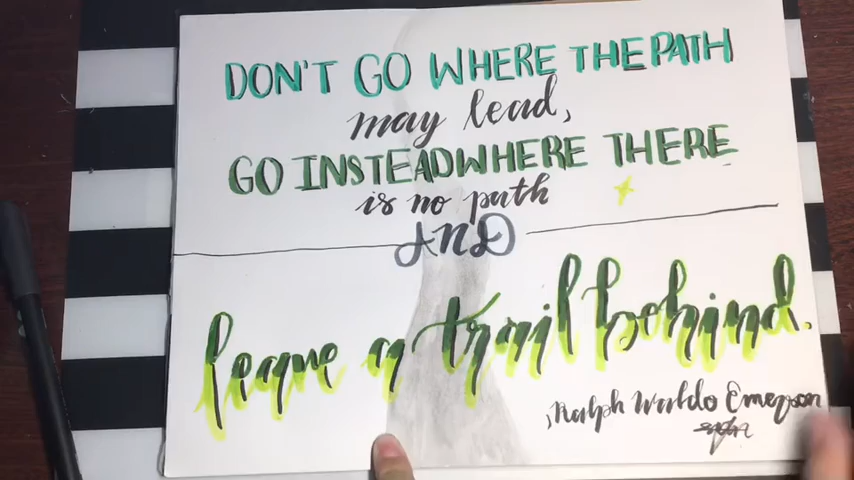 DON'T GO WHERE THE PATH
may lead,
GO INSTEAD WHERE THERE
is no path
AND
leave a trail behind.
,Ralph Waldo Emerson